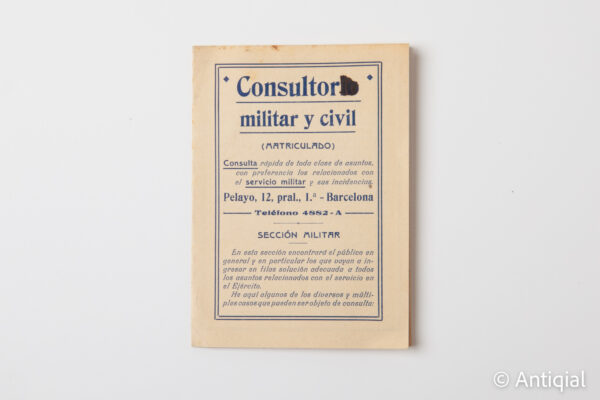 Consultor
militar y civil
(MATRICULADO)
Consulta rápida de toda clase de asuntos,
con preferencia los relacionados con
el servicio militar y sus incidencias.
Pelayo, 12, pral., 1.ª - Barcelona
Teléfono 4882-A
SECCIÓN MILITAR
En esta sección encontrará el público en
general y en particular los que vayan a in-
gresar en filas solución adecuada a todos
los asuntos relacionados con el servicio en
el Ejército.
He aquí algunos de los diversos y múlti-
ples casos que pueden ser objeto de consulta:
© Antiqial